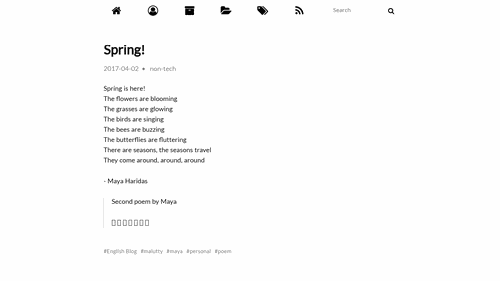 Search
Spring!
2017-04-02 • non-tech
Spring is here!
The flowers are blooming
The grasses are glowing
The birds are singing
The bees are buzzing
The butterflies are fluttering
There are seasons, the seasons travel
They come around, around, around
- Maya Haridas
Second poem by Maya
#English Blog #malutty #maya #personal #poem